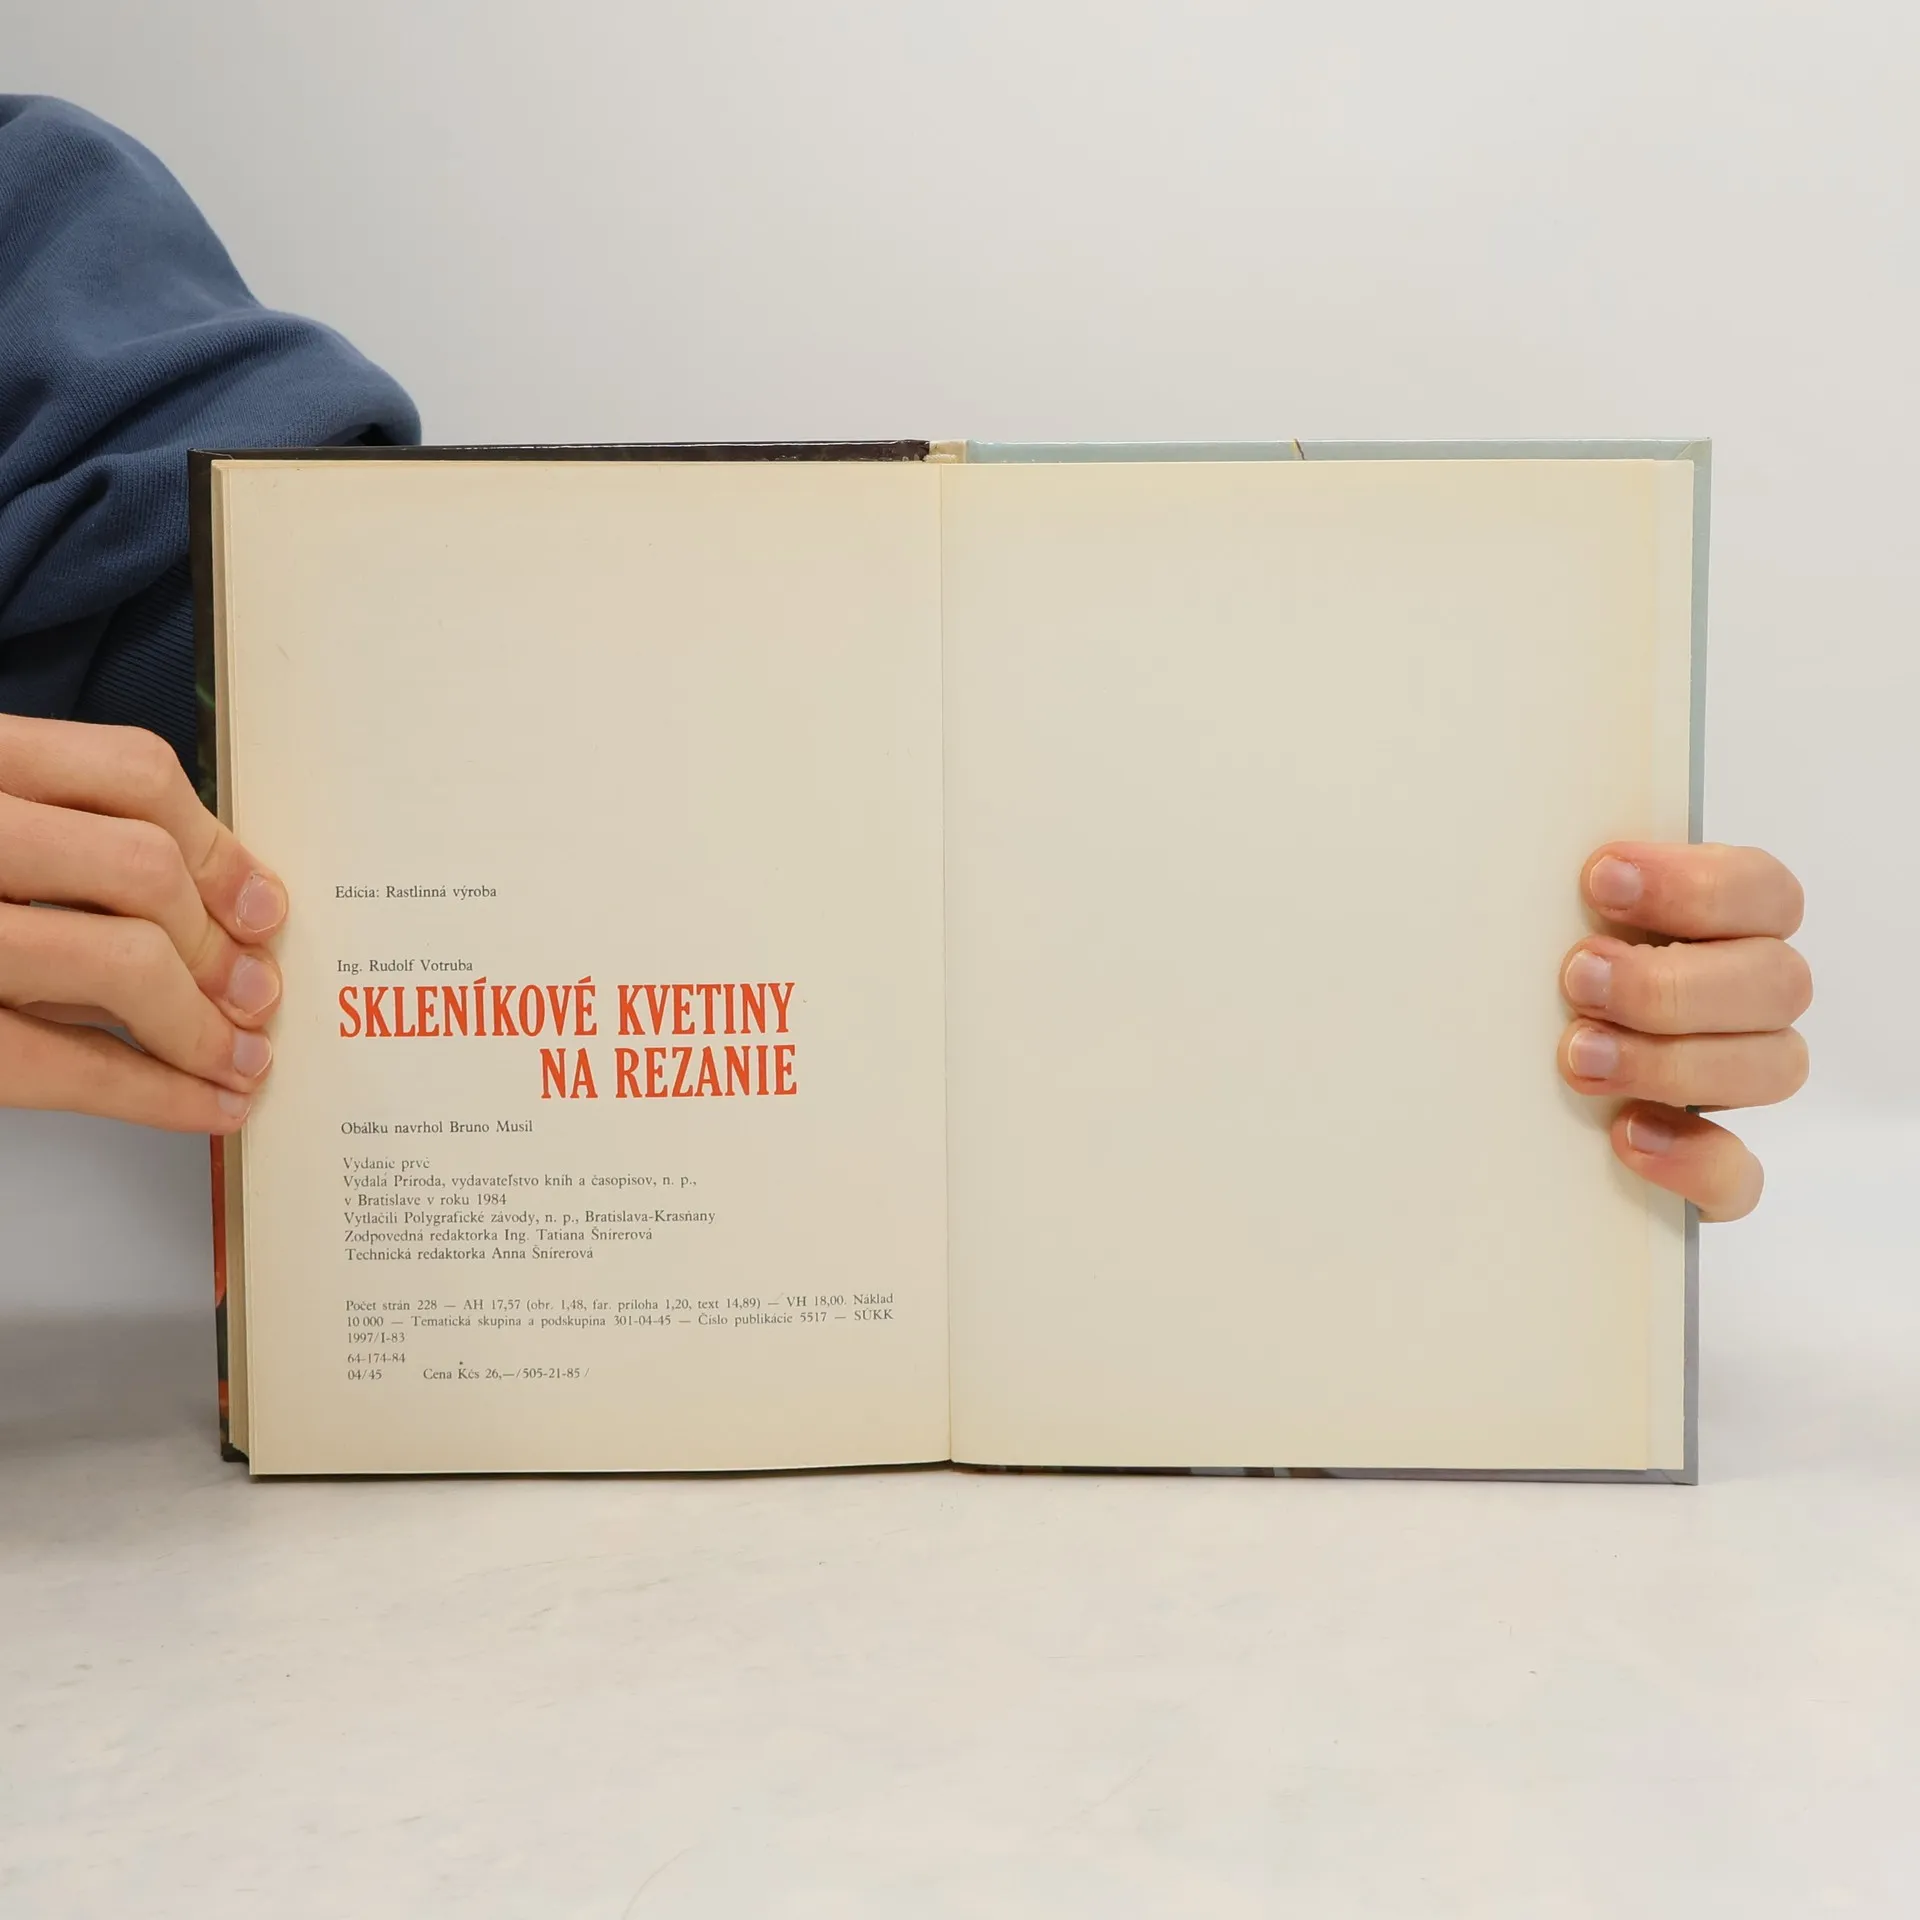 Edícia: Rastlinná výroba
Ing. Rudolf Votruba
SKLENÍKOVÉ KVETINY
NA REZANIE
Obálku navrhol Bruno Musil
Vydanie prvé
Vydala Príroda, vydavateľstvo kníh a časopisov, n. p.,
v Bratislave v roku 1984
Vytlačili Polygrafické závody, n. p., Bratislava-Krasňany
Zodpovedná redaktorka Ing. Tatiana Šnírerová
Technická redaktorka Anna Šnírerová
Počet strán 228 — AH 17,57 (obr. 1,48, far. príloha 1,20, text 14,89) — VH 18,00. Náklad
10 000 — Tematická skupina a podskupina 301-04-45 — Číslo publikácie 5517 — SÚKK
1997/I-83
64-174-84
04/45 Cena Kčs 26,—/505-21-85/